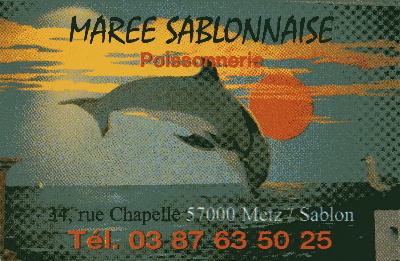 MAREE SABLONNAISE
Poissonnerie
34, rue Chapelle 57000 Metz / Sablon
Tél. 03 87 63 50 25